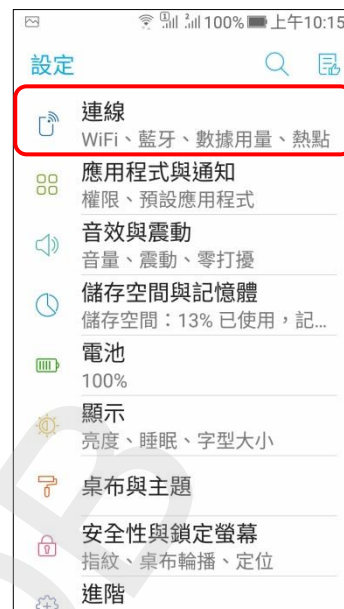 100% 上午10:15
設定
連線
WiFi、藍牙、數據用量、熱點
應用程式與通知
權限、預設應用程式
音效與震動
音量、震動、零打擾
儲存空間與記憶體
儲存空間：13% 已使用，記...
電池
100%
顯示
亮度、睡眠、字型大小
桌布與主題
安全性與鎖定螢幕
指紋、桌布輪播、定位
進階